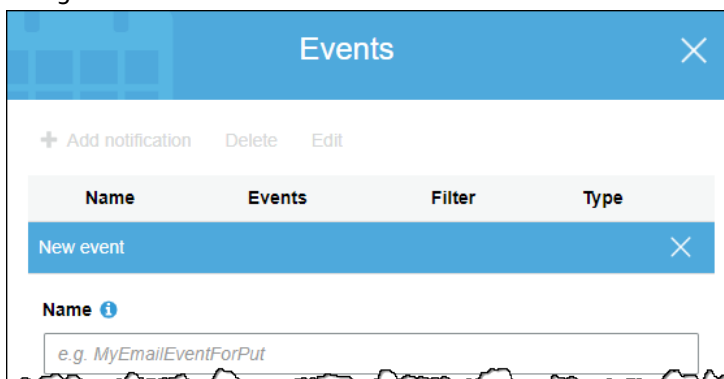 Events
Add notification Delete Edit
Name Events Filter Type
New event
Name
e.g. MyEmailEventForPut